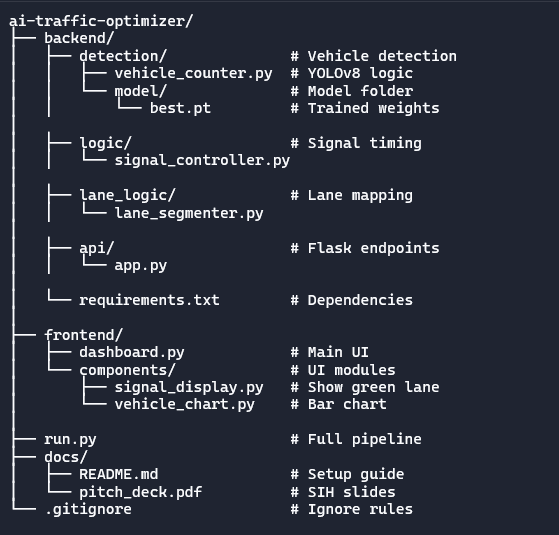 ai-traffic-optimizer/
├── backend/
│   ├── detection/              # Vehicle detection
│   │   ├── vehicle_counter.py  # YOLOv8 logic
│   │   └── model/              # Model folder
│   │       └── best.pt         # Trained weights
│   ├── logic/                  # Signal timing
│   │   └── signal_controller.py
│   ├── lane_logic/             # Lane mapping
│   │   └── lane_segmenter.py
│   ├── api/                    # Flask endpoints
│   │   └── app.py
│   └── requirements.txt        # Dependencies
├── frontend/
│   ├── dashboard.py            # Main UI
│   └── components/             # UI modules
│       ├── signal_display.py   # Show green lane
│       └── vehicle_chart.py    # Bar chart
├── run.py                      # Full pipeline
├── docs/
│   ├── README.md               # Setup guide
│   └── pitch_deck.pdf          # SIH slides
└── .gitignore                  # Ignore rules